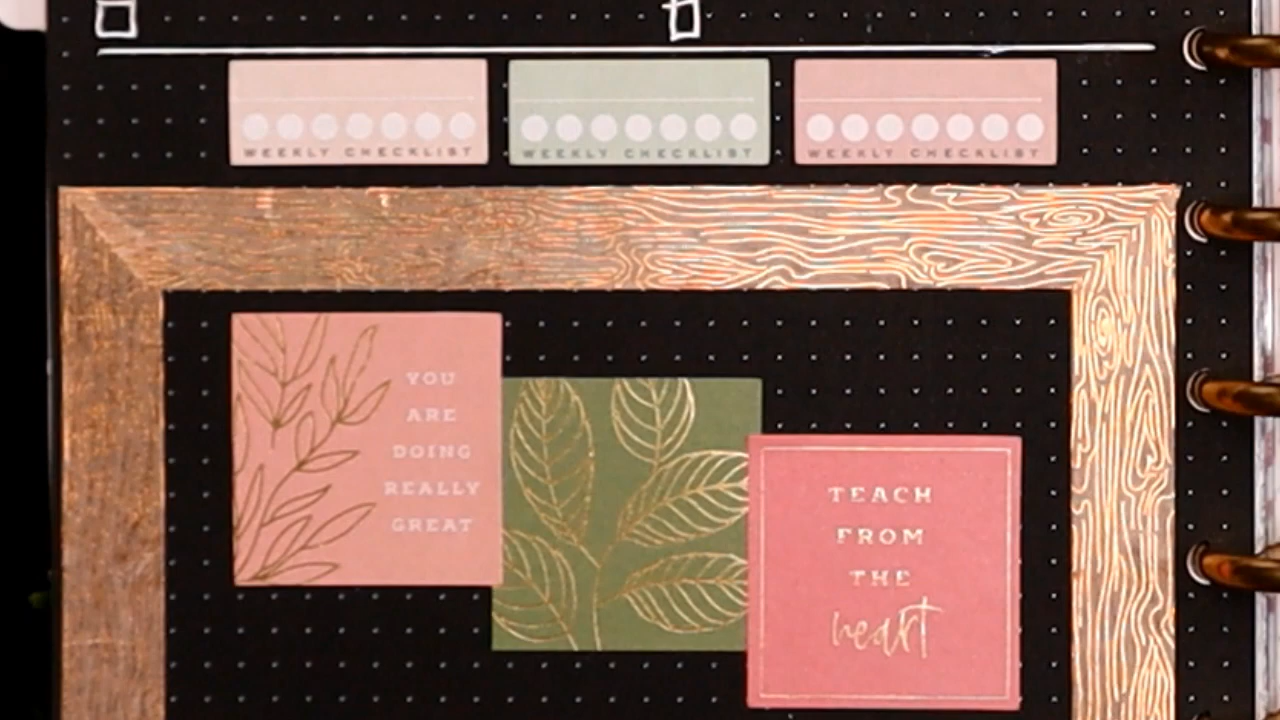 WEEKLY CHECKLIST
WEEKLY CHECKLIST
WEEKLY CHECKLIST
YOU
ARE
DOING
REALLY
GREAT
TEACH
FROM
THE
heart